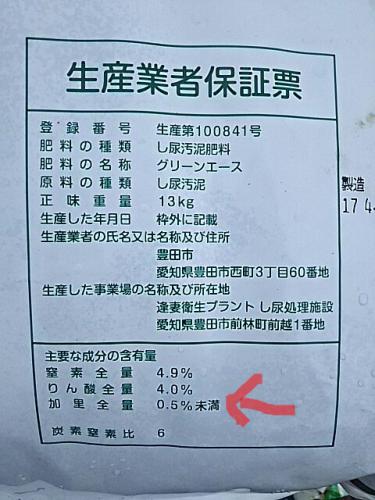 生産業者保証票
登録番号 生産第100841号
肥料の種類 し尿汚泥肥料
肥料の名称 グリーンエース
原料の種類 し尿汚泥
正味重量 13kg
生産した年月日 枠外に記載
生産業者の氏名又は名称及び住所
豊田市
愛知県豊田市西町3丁目60番地
生産した事業場の名称及び所在地
逢妻衛生プラント し尿処理施設
愛知県豊田市前林町前越1番地
主要な成分の含有量
窒素全量 4.9%
りん酸全量 4.0%
加里全量 0.5%未満
炭素窒素比 6
製造
17 4